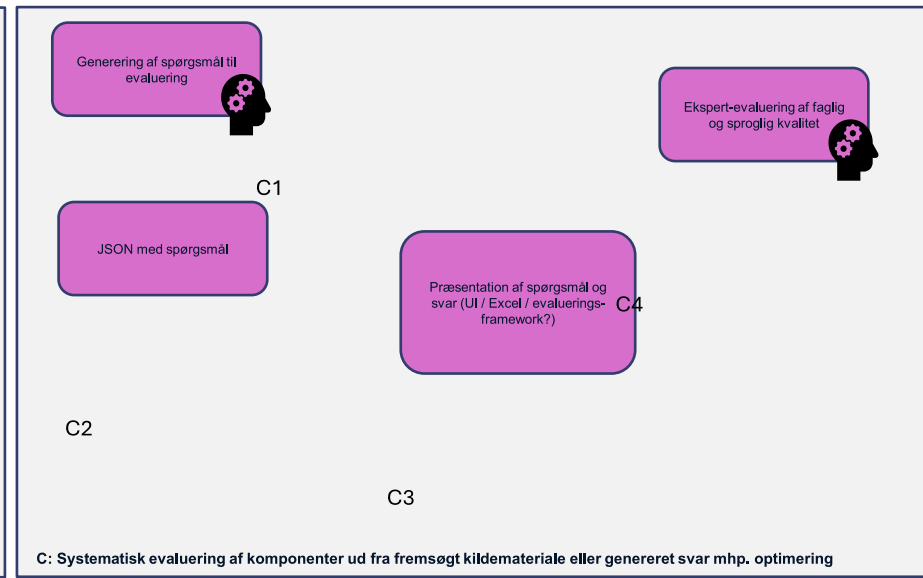 Generering af spørgsmål til
evaluering
Ekspert-evaluering af faglig
og sproglig kvalitet
C1
JSON med spørgsmål
Præsentation af spørgsmål og
svar (UI / Excel / evaluerings-
framework?)
C4
C2
C3
C: Systematisk evaluering af komponenter ud fra fremsøgt kildemateriale eller genereret svar mhp. optimering